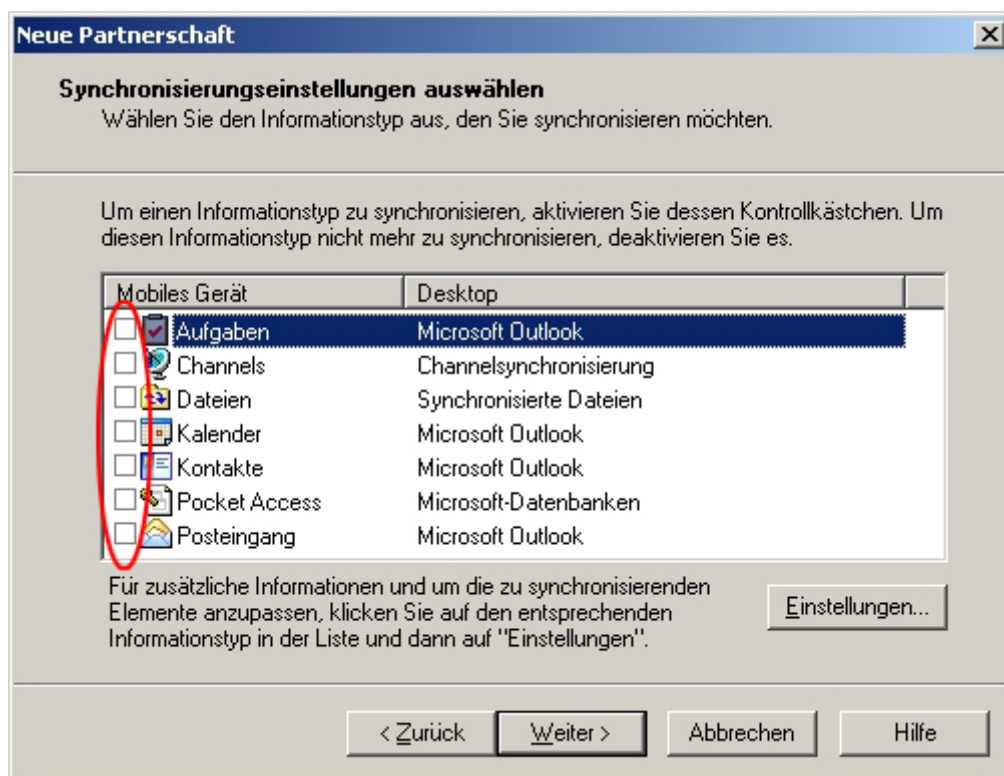 Neue Partnerschaft
Synchronisierungseinstellungen auswählen
Wählen Sie den Informationstyp aus, den Sie synchronisieren möchten.
Um einen Informationstyp zu synchronisieren, aktivieren Sie dessen Kontrollkästchen. Um
diesen Informationstyp nicht mehr zu synchronisieren, deaktivieren Sie es.
Mobiles Gerät Desktop
Aufgaben Microsoft Outlook
Channels Channelsynchronisierung
Dateien Synchronisierte Dateien
Kalender Microsoft Outlook
Kontakte Microsoft Outlook
Pocket Access Microsoft-Datenbanken
Posteingang Microsoft Outlook
Für zusätzliche Informationen und um die zu synchronisierenden
Elemente anzupassen, klicken Sie auf den entsprechenden
Informationstyp in der Liste und dann auf "Einstellungen".
Einstellungen...
< Zurück Weiter > Abbrechen Hilfe